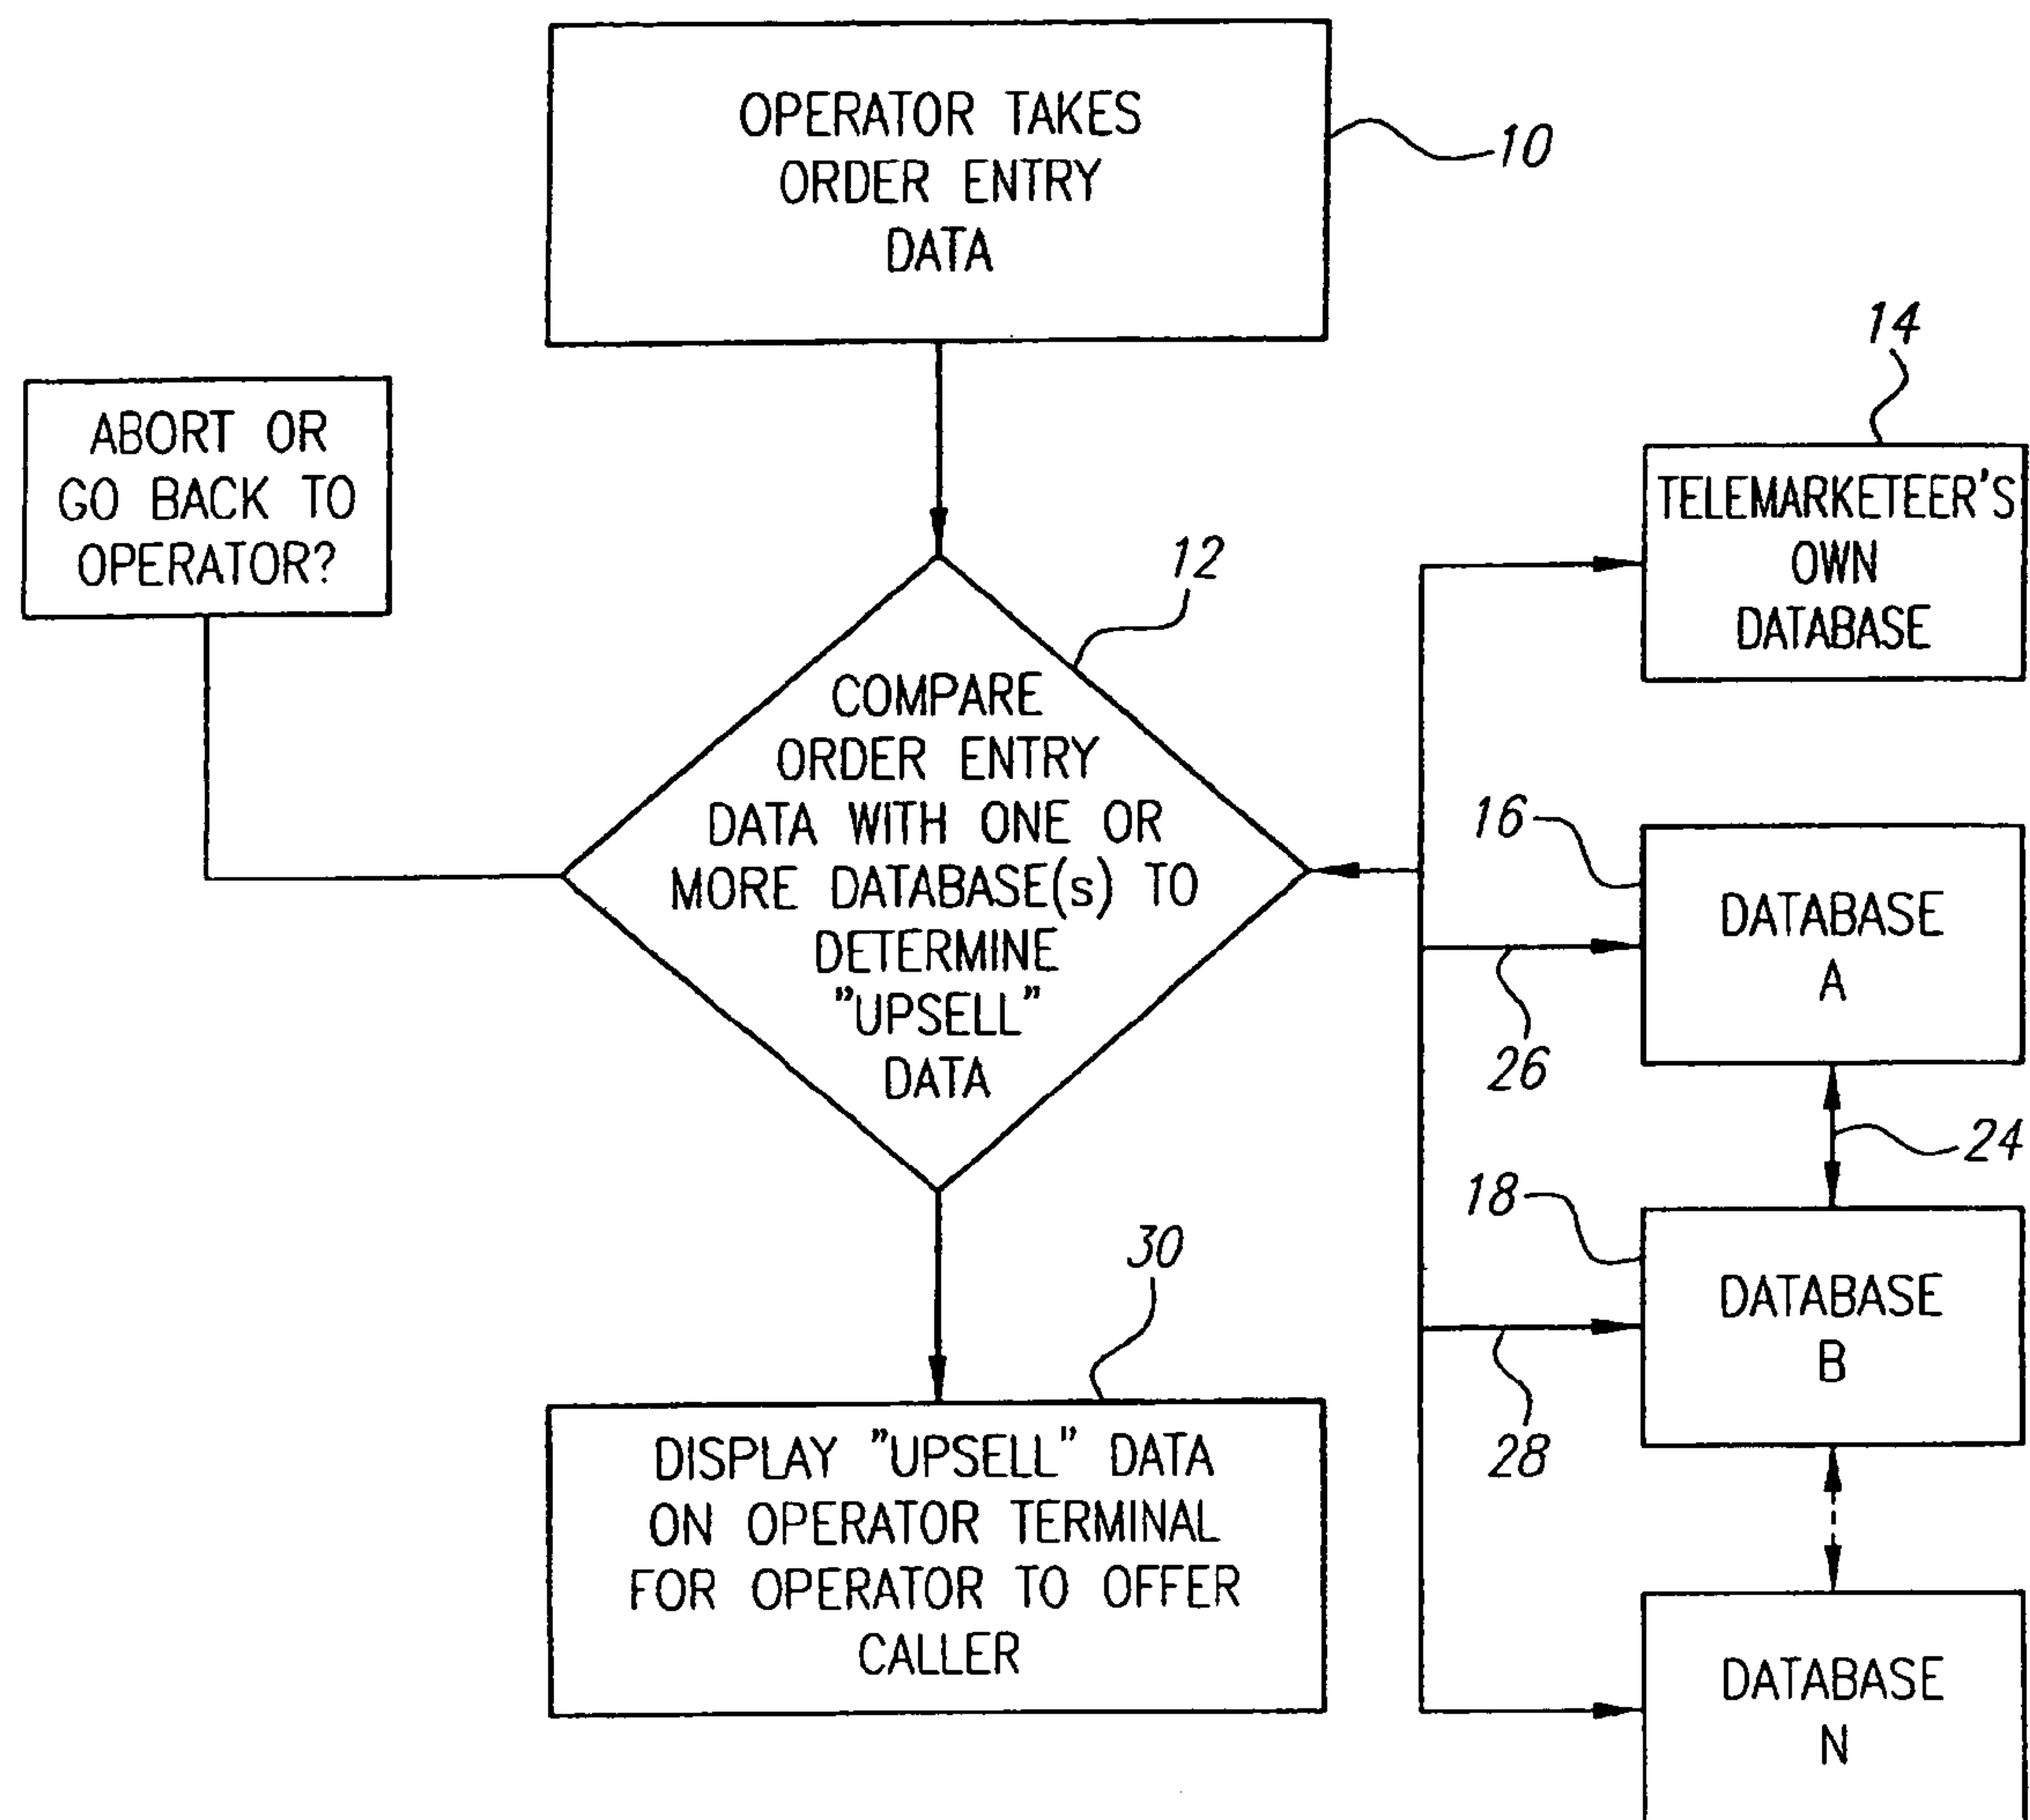 OPERATOR TAKES
ORDER ENTRY
DATA
10
ABORT OR
GO BACK TO
OPERATOR?
12
COMPARE
ORDER ENTRY
DATA WITH ONE OR
MORE DATABASE(s) TO
DETERMINE
"UPSELL"
DATA
14
TELEMARKETEER'S
OWN
DATABASE
16
DATABASE
A
26
24
18
DATABASE
B
28
30
DISPLAY "UPSELL" DATA
ON OPERATOR TERMINAL
FOR OPERATOR TO OFFER
CALLER
DATABASE
N